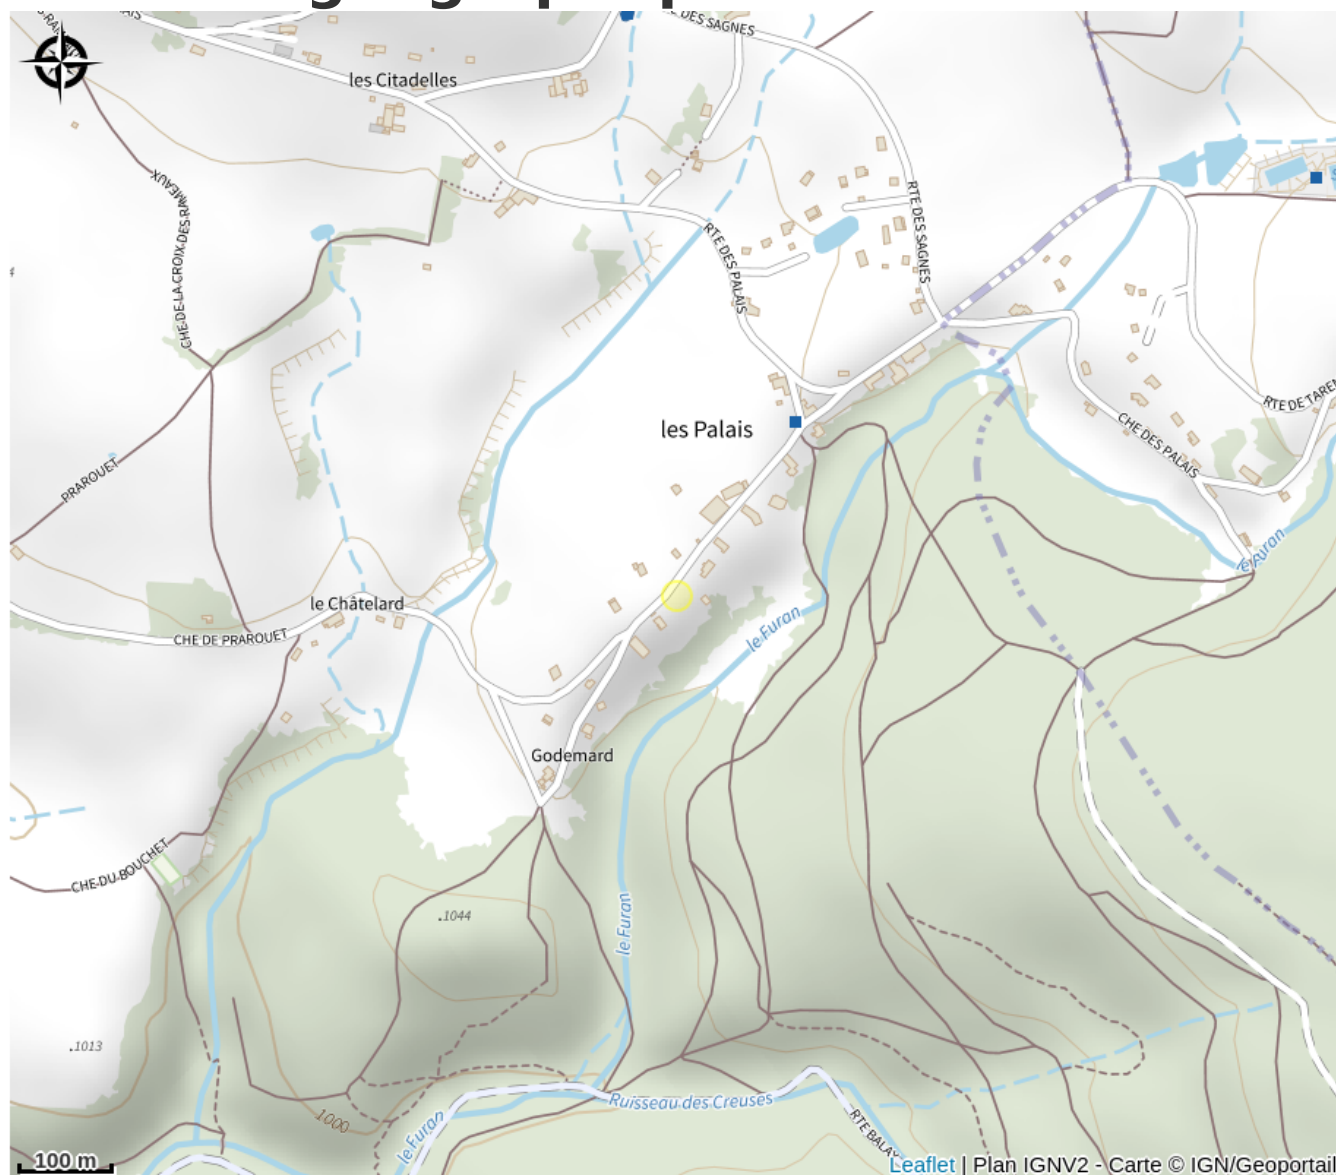 DES SAGNES
les Citadelles
CHE DE LA CROIX DES RAMEAUX
RTE DES SAGNES
RTE DES PALAIS
les Palais
RTE DE TAREN
CHE DES PALAIS
PRAROUET
le Furan
le Châtelard
CHE DE PRAROUET
le Furan
Godemard
CHE DU BOUCHET
.1044
le Furan
.1013
1000
Ruisseau des Creuses
le Furan
RTE BALAY
100 m
Leaflet | Plan IGNV2 - Carte © IGN/Geoportail